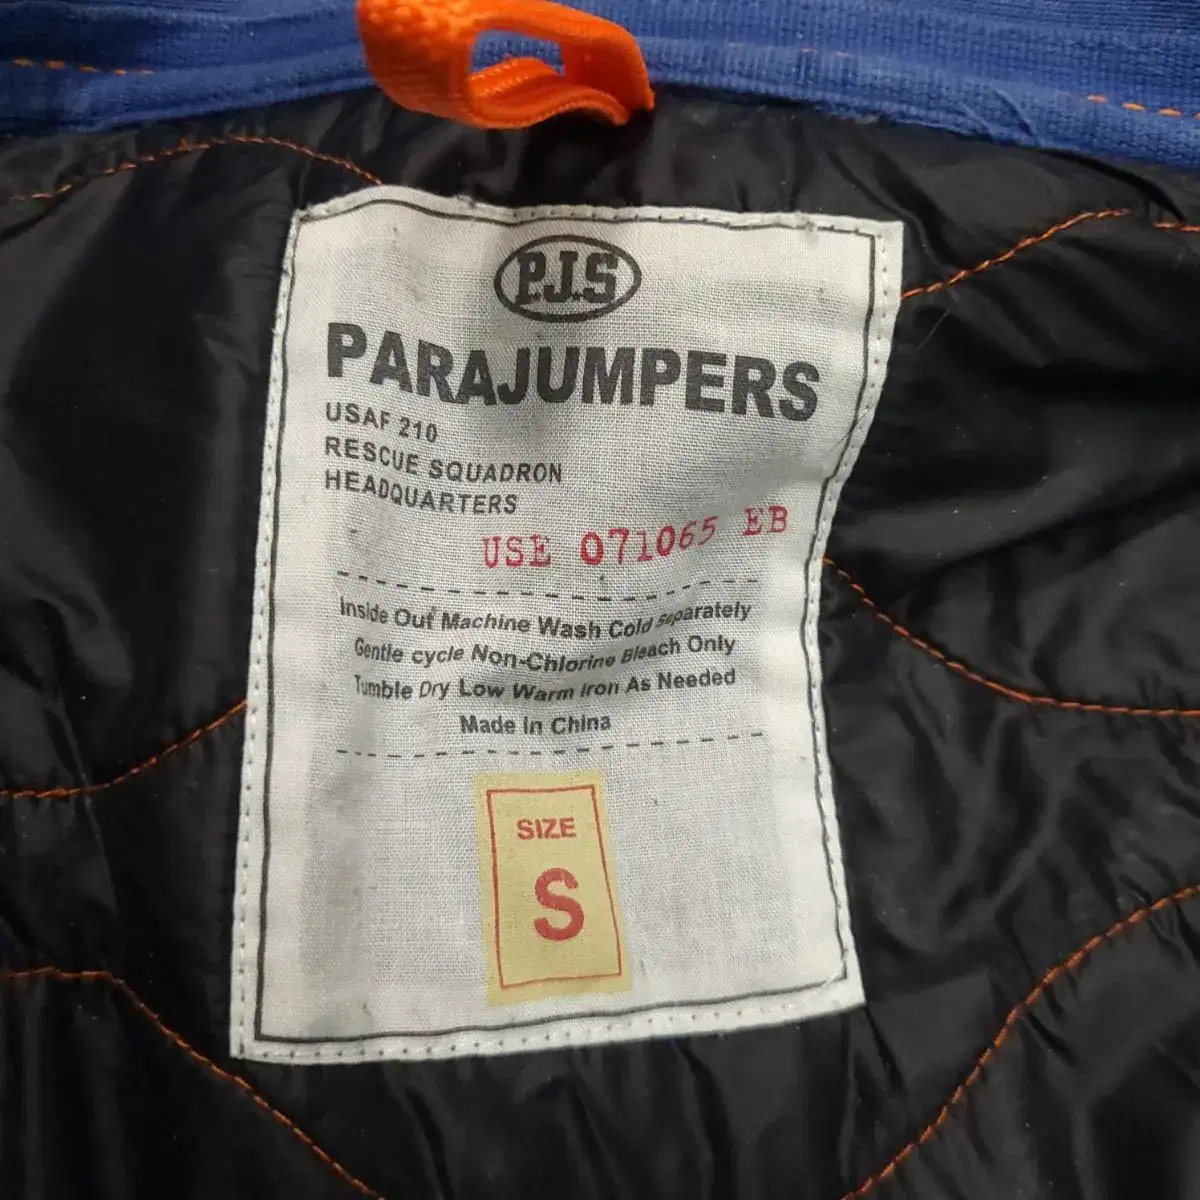 P.J.S
PARAJUMPERS
USAF 210
RESCUE SQUADRON
HEADQUARTERS
USE 071065 EB
Inside Out Machine Wash Cold Separately
Gentle cycle Non-Chlorine Bleach Only
Tumble Dry Low Warm Iron As Needed
Made In China
SIZE
S